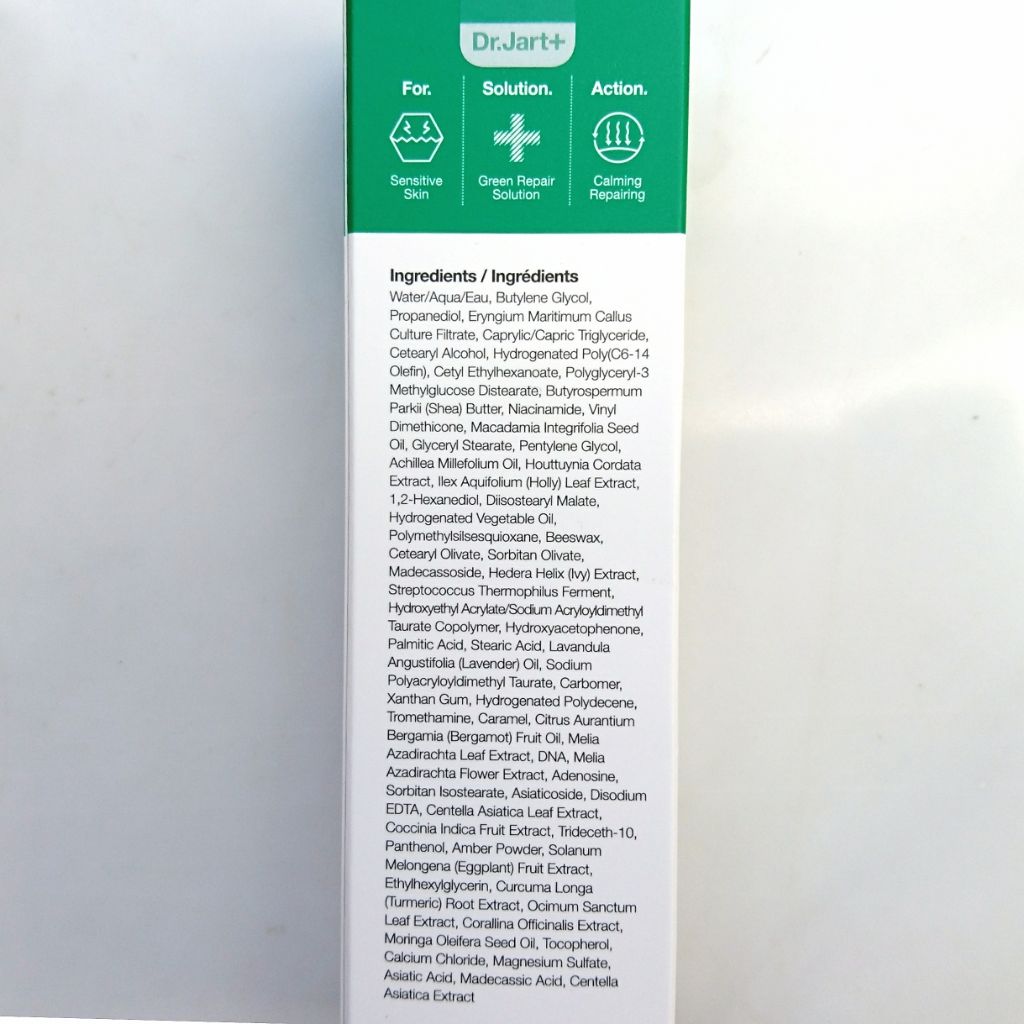 Dr.Jart+
For.
Solution.
Action.
Sensitive
Skin
Green Repair
Solution
Calming
Repairing
Ingredients / Ingrédients
Water/Aqua/Eau, Butylene Glycol,
Propanediol, Eryngium Maritimum Callus
Culture Filtrate, Caprylic/Capric Triglyceride,
Cetearyl Alcohol, Hydrogenated Poly(C6-14
Olefin), Cetyl Ethylhexanoate, Polyglyceryl-3
Methylglucose Distearate, Butyrospermum
Parkii (Shea) Butter, Niacinamide, Vinyl
Dimethicone, Macadamia Integrifolia Seed
Oil, Glyceryl Stearate, Pentylene Glycol,
Achillea Millefolium Oil, Houttuynia Cordata
Extract, Ilex Aquifolium (Holly) Leaf Extract,
1,2-Hexanediol, Diisostearyl Malate,
Hydrogenated Vegetable Oil,
Polymethylsilsesquioxane, Beeswax,
Cetearyl Olivate, Sorbitan Olivate,
Madecassoside, Hedera Helix (Ivy) Extract,
Streptococcus Thermophilus Ferment,
Hydroxyethyl Acrylate/Sodium Acryloyldimethyl
Taurate Copolymer, Hydroxyacetophenone,
Palmitic Acid, Stearic Acid, Lavandula
Angustifolia (Lavender) Oil, Sodium
Polyacryloyldimethyl Taurate, Carbomer,
Xanthan Gum, Hydrogenated Polydecene,
Tromethamine, Caramel, Citrus Aurantium
Bergamia (Bergamot) Fruit Oil, Melia
Azadirachta Leaf Extract, DNA, Melia
Azadirachta Flower Extract, Adenosine,
Sorbitan Isostearate, Asiaticoside, Disodium
EDTA, Centella Asiatica Leaf Extract,
Coccinia Indica Fruit Extract, Trideceth-10,
Panthenol, Amber Powder, Solanum
Melongena (Eggplant) Fruit Extract,
Ethylhexylglycerin, Curcuma Longa
(Turmeric) Root Extract, Ocimum Sanctum
Leaf Extract, Corallina Officinalis Extract,
Moringa Oleifera Seed Oil, Tocopherol,
Calcium Chloride, Magnesium Sulfate,
Asiatic Acid, Madecassic Acid, Centella
Asiatica Extract